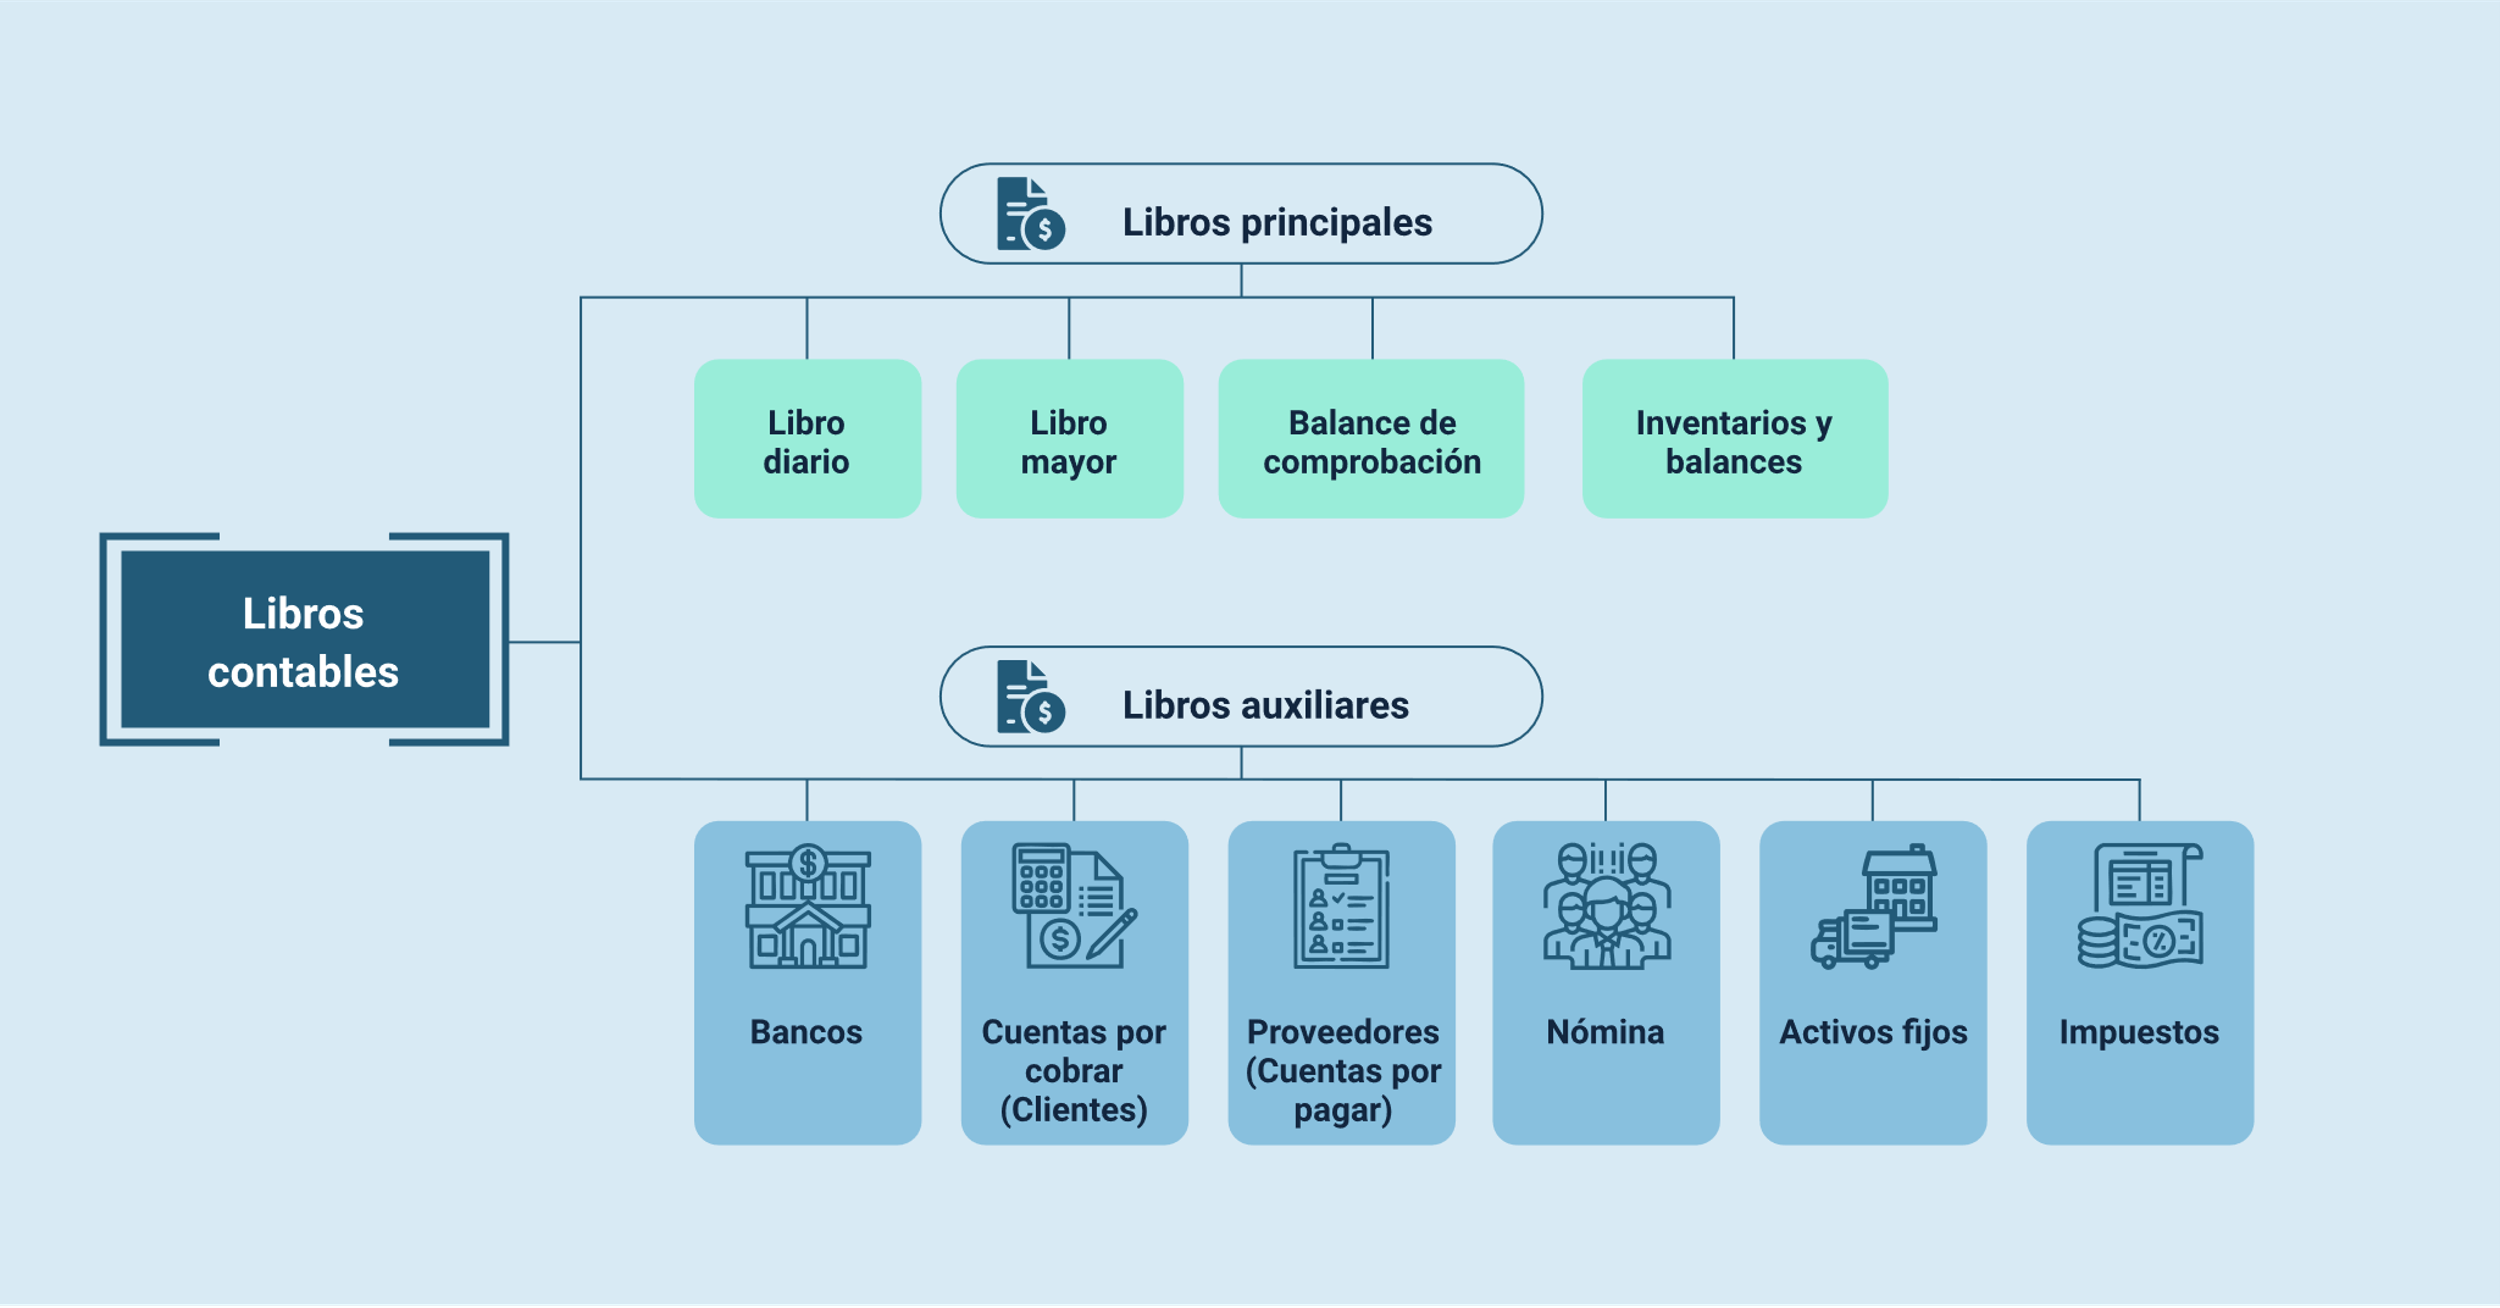 Libros principales
Libro
diario
Libro
mayor
Balance de
comprobación
Inventarios y
balances
Libros
contables
Libros auxiliares
Bancos
Cuentas por
cobrar
(Clientes)
Proveedores
(Cuentas por
pagar)
Nómina
Activos fijos
Impuestos